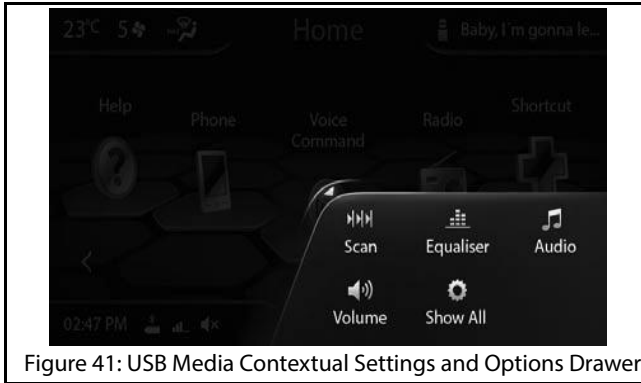 23°C 5 Home Baby, I´m gonna le...
Help Phone Voice Command Radio Shortcut
Scan Equaliser Audio
Volume Show All
02:47 PM
Figure 41: USB Media Contextual Settings and Options Drawer